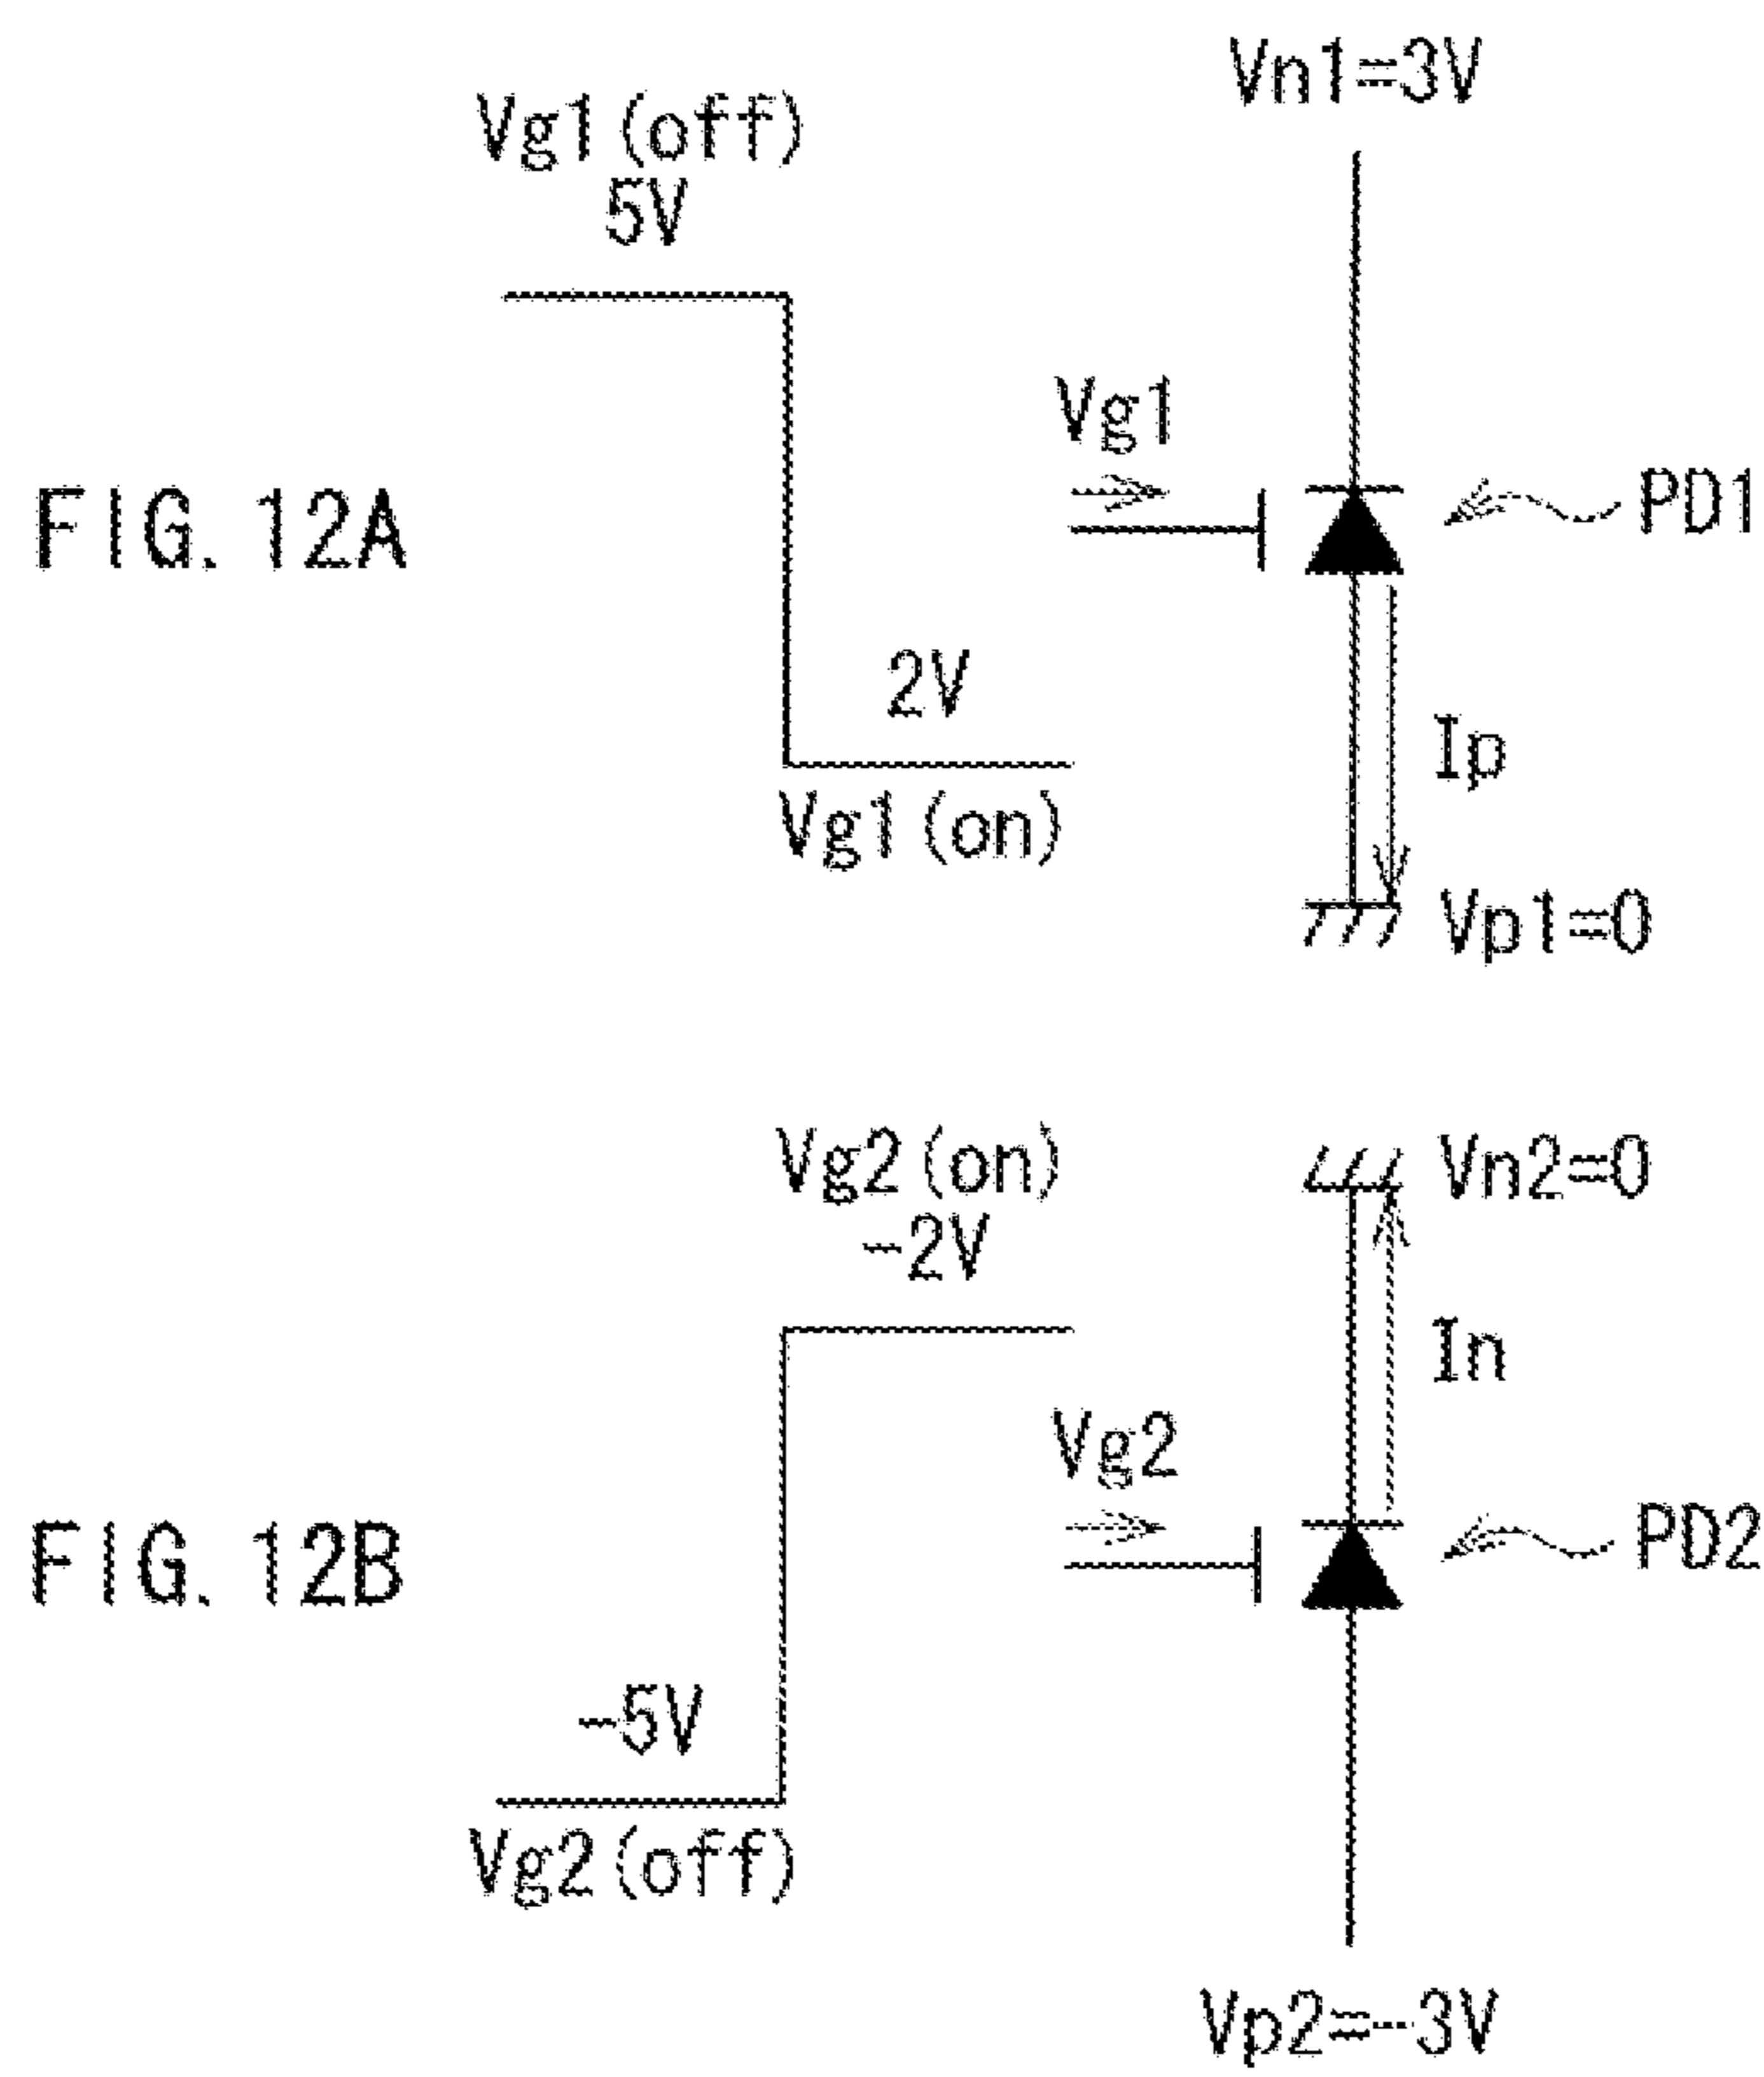 Vn1=3V
Vg1(off)
5V
Vg1
FIG. 12A
PD1
2V
Ip
Vg1(on)
Vp1=0
Vg2(on)
Vn2=0
-2V
In
Vg2
FIG. 12B
PD2
-5V
Vg2(off)
Vp2=-3V